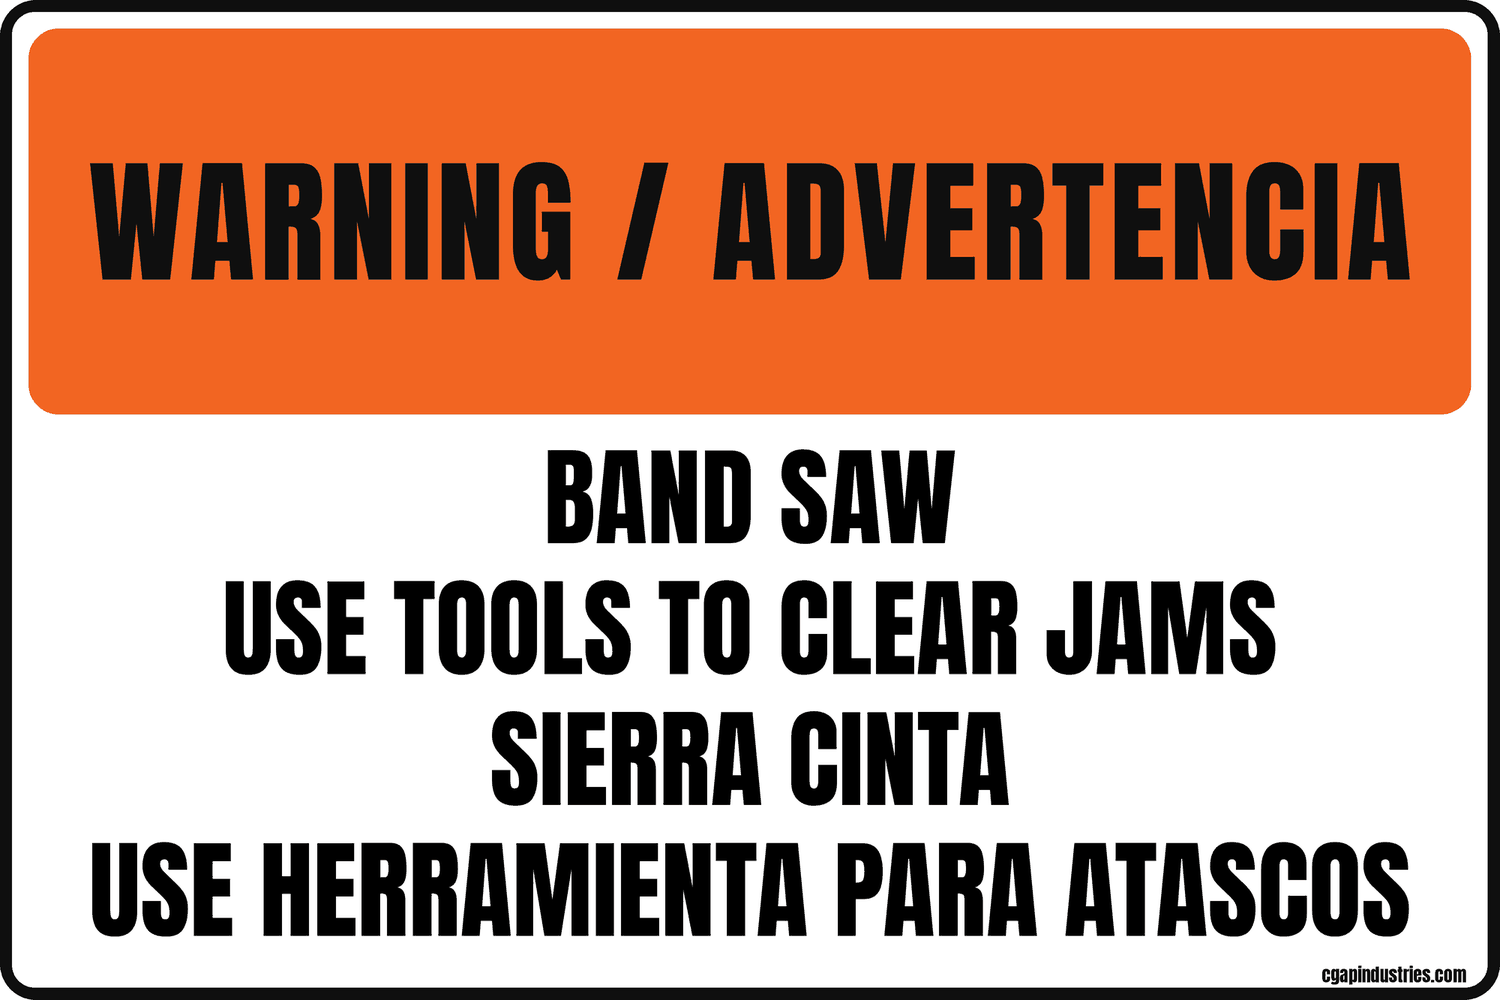 WARNING / ADVERTENCIA
BAND SAW
USE TOOLS TO CLEAR JAMS
SIERRA CINTA
USE HERRAMIENTA PARA ATASCOS
cgapindustries.com